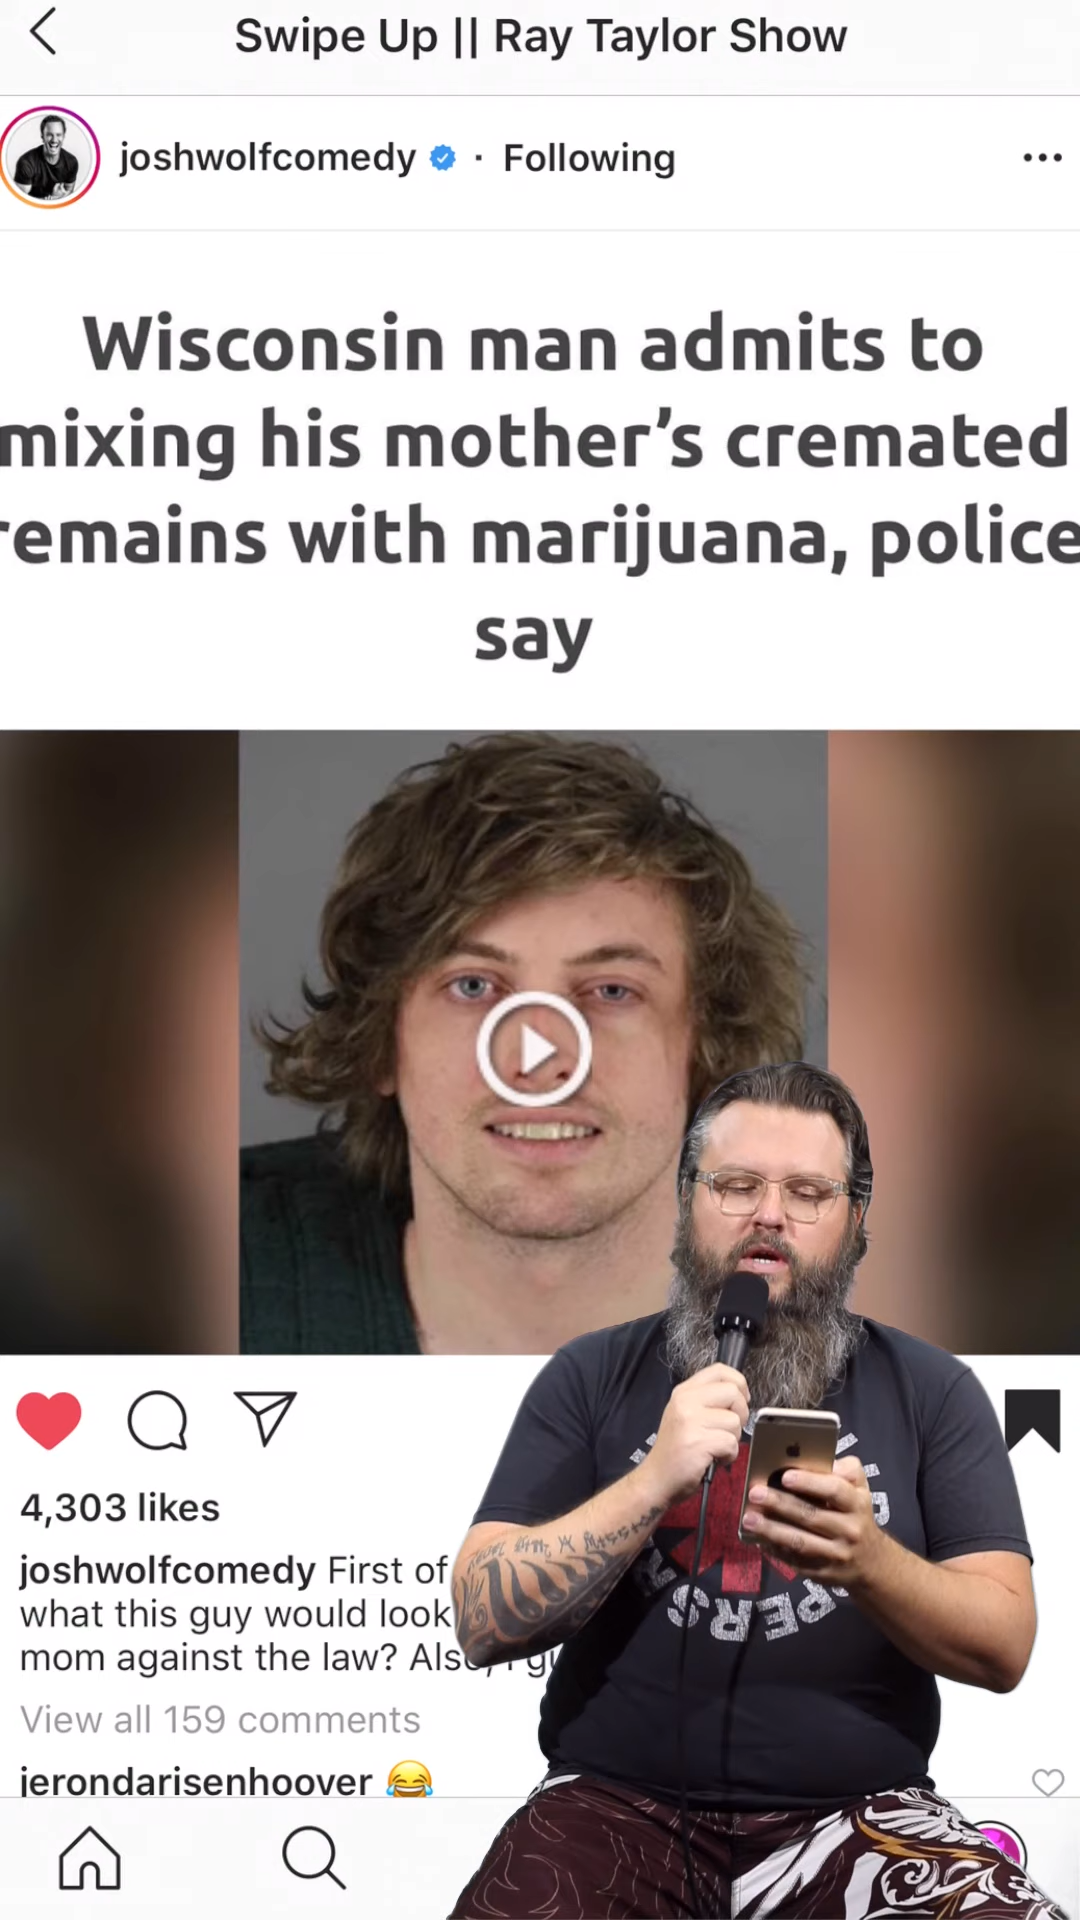 Swipe Up || Ray Taylor Show
joshwolfcomedy · Following
Wisconsin man admits to
mixing his mother's cremated
remains with marijuana, police
say
4,303 likes
joshwolfcomedy First of
what this guy would look
mom against the law? Also, I
View all 159 comments
jerondarisenhoover 😂